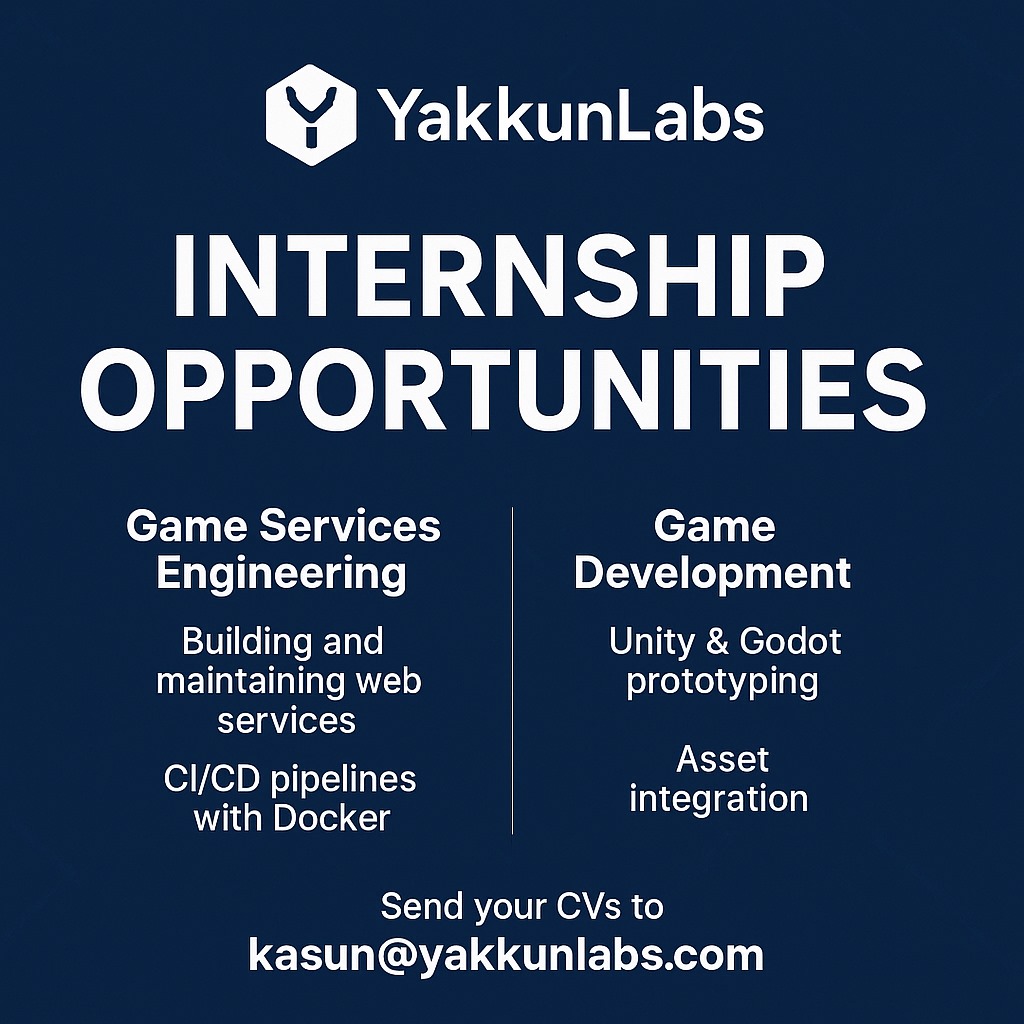 YakkunLabs
INTERNSHIP
OPPORTUNITIES
Game Services
Engineering
Building and
maintaining web
services
CI/CD pipelines
with Docker
Game
Development
Unity & Godot
prototyping
Asset
integration
Send your CVs to
kasun@yakkunlabs.com